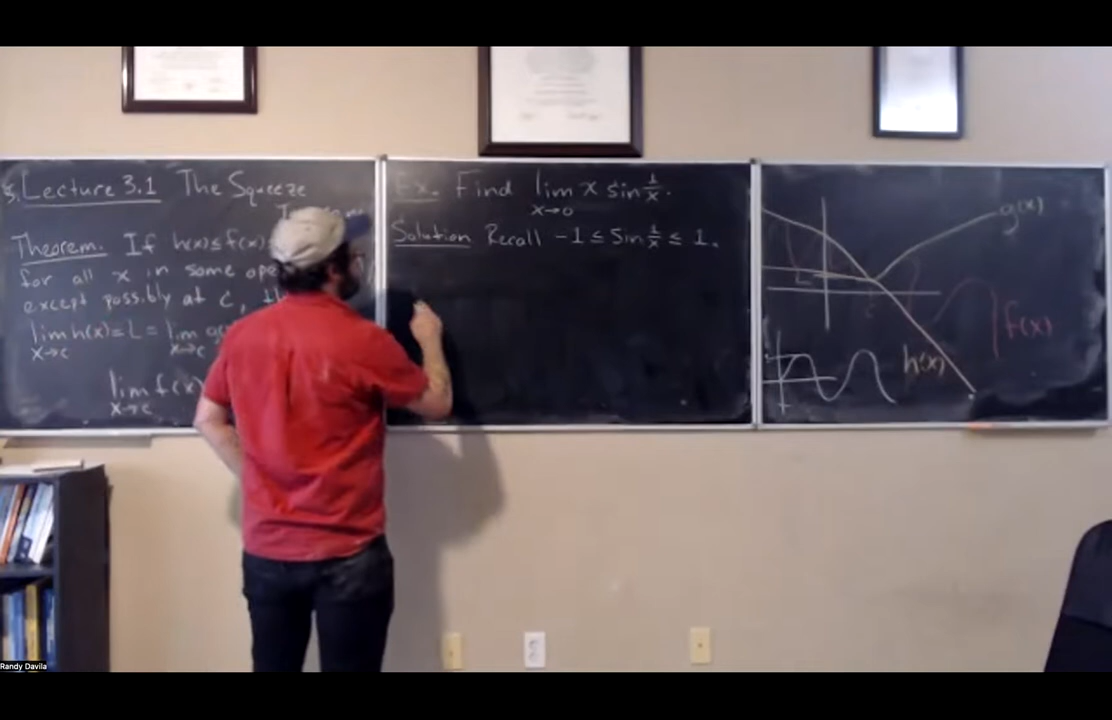 Lecture 3.1 The Squeeze
Theorem. If h(x) ≤ f(x)
for all x in some ope
except possibly at c, th
lim h(x) = L = lim g(x
x→c x→c
lim f(x)
x→c
Ex. Find lim x sin 1/x.
x→0
Solution Recall -1 ≤ Sin 1/x ≤ 1.
g(x)
L
c
f(x)
h(x)
Randy Davila